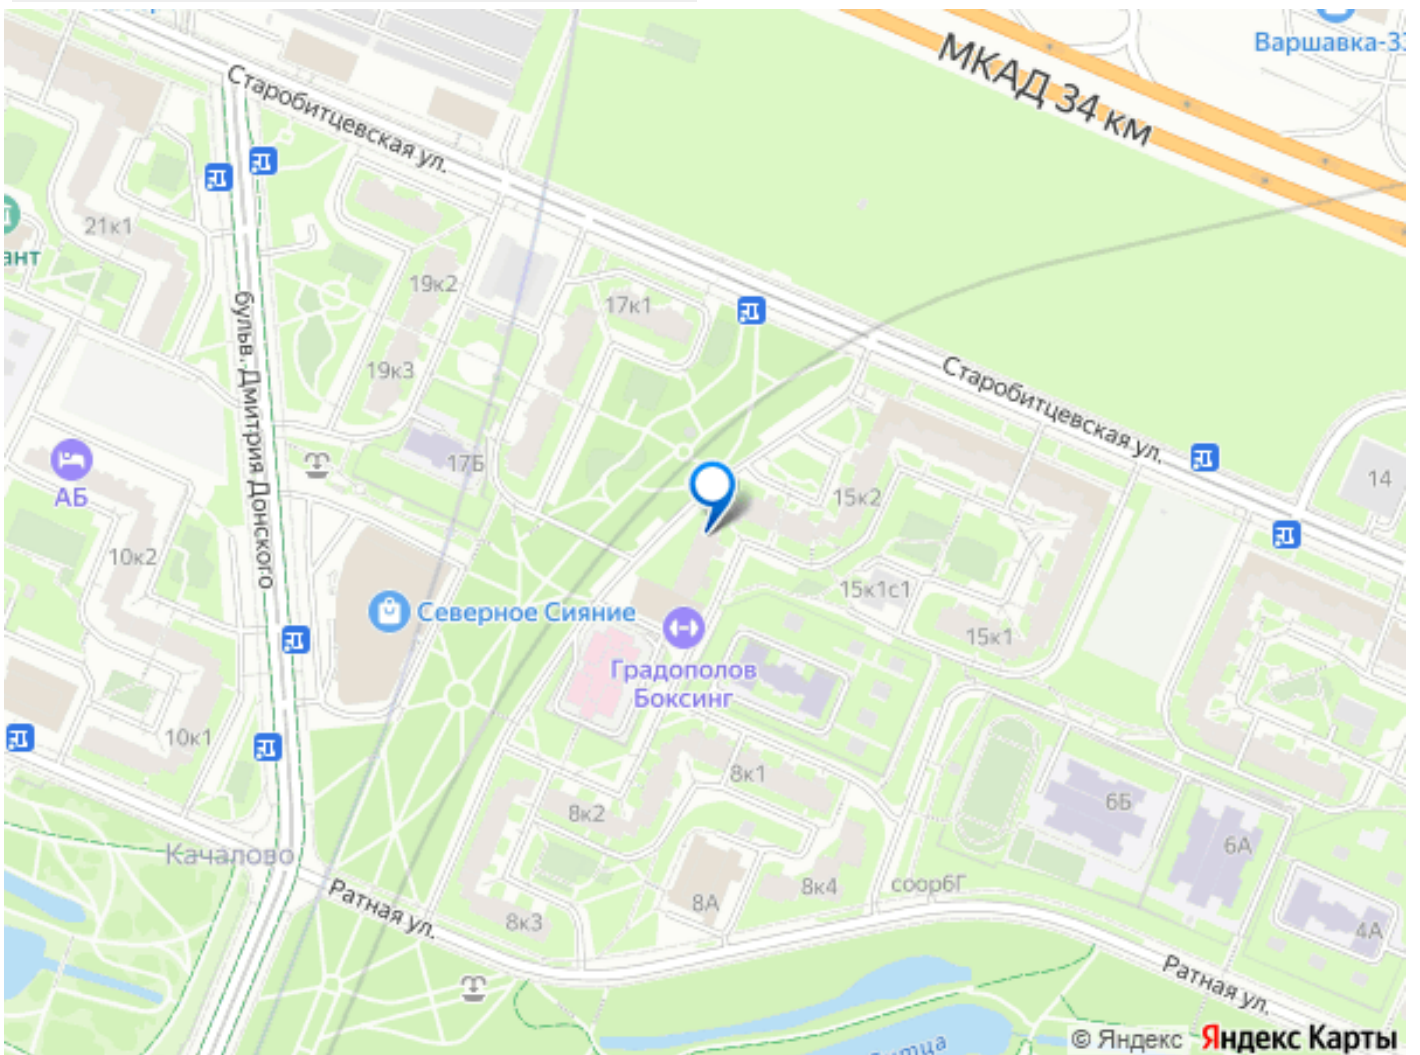 МКАД 34 км
Варшавка-33
Старобитцевская ул.
21к1
ант
19к2
17к1
бульв. Дмитрия Донского
19к3
Старобитцевская ул.
17Б
АБ
15к2
14
10к2
15к1с1
Северное Сияние
15к1
Градополов
Боксинг
10к1
8к1
8к2
6Б
6А
Качалово
Ратная ул.
8к3
8А
8к4
соор6Г
4А
Ратная ул.
© Яндекс Яндекс Карты